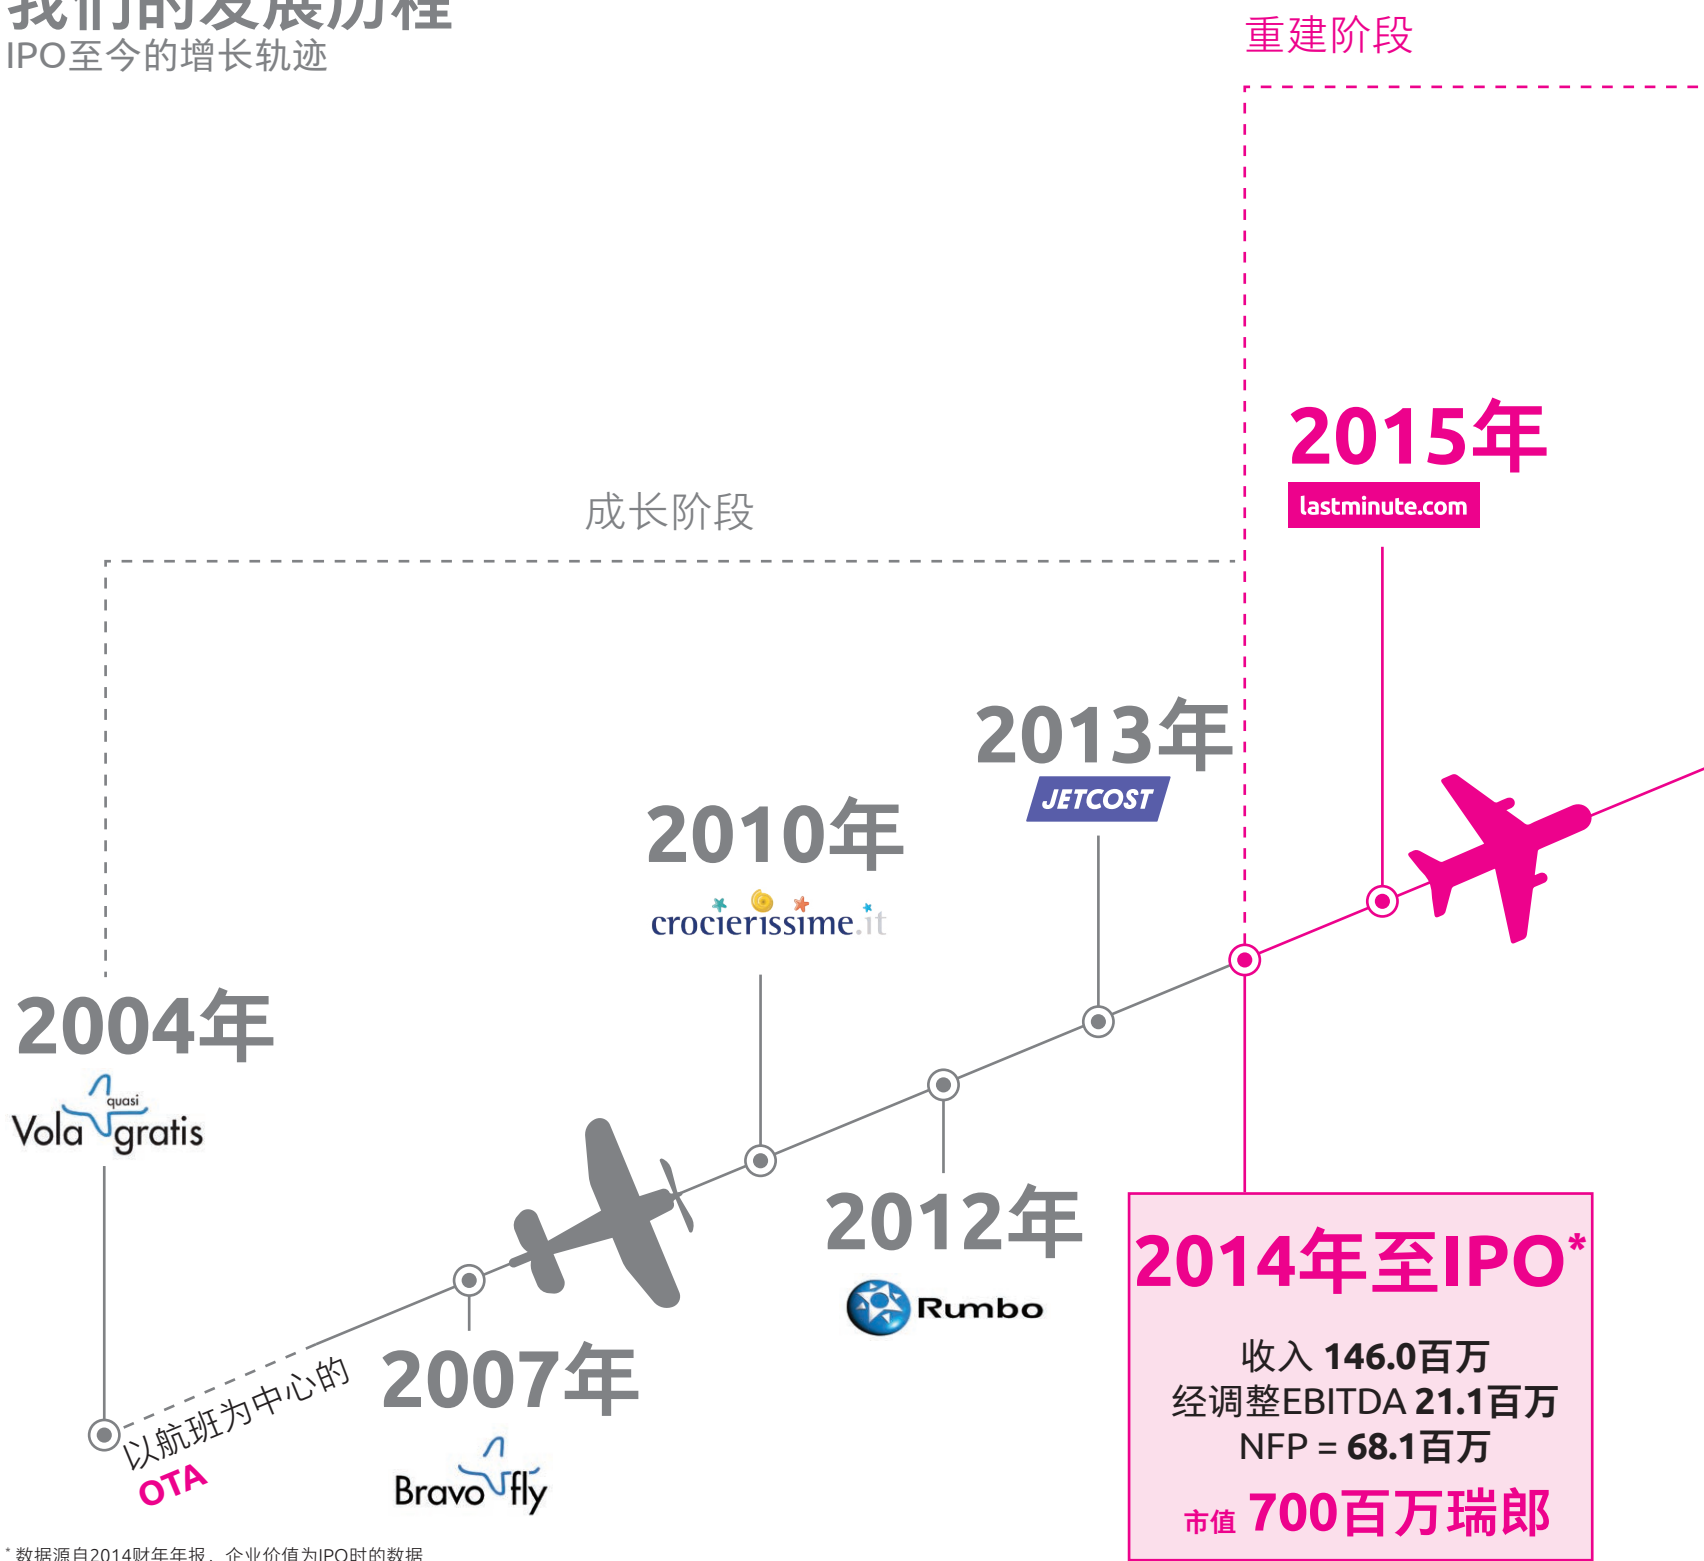 我们的发展历程
IPO至今的增长轨迹
重建阶段
2015年
lastminute.com
成长阶段
2013年
JETCOST
2010年
crocierissime.it
2004年
quasi
Vola gratis
2012年
Rumbo
2014年至IPO*
收入 146.0百万
经调整EBITDA 21.1百万
NFP = 68.1百万
市值 700百万瑞郎
2007年
Bravofly
以航班为中心的
OTA
* 数据源自2014财年年报，企业价值为IPO时的数据